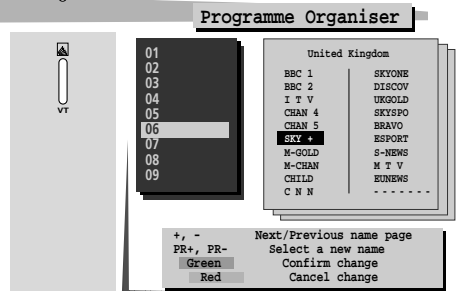 Programme Organiser
VT
01
02
03
04
05
06
07
08
09
United Kingdom
BBC 1 SKYONE
BBC 2 DISCOV
I T V UKGOLD
CHAN 4 SKYSPO
CHAN 5 BRAVO
SKY + ESPORT
M-GOLD S-NEWS
M-CHAN M T V
CHILD EUNEWS
C N N - - - - - - -
+, - Next/Previous name page
PR+, PR- Select a new name
Green Confirm change
Red Cancel change